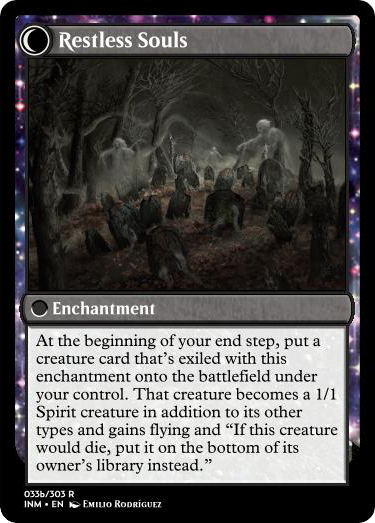 Restless Souls
Enchantment
At the beginning of your end step, put a
creature card that's exiled with this
enchantment onto the battlefield under
your control. That creature becomes a 1/1
Spirit creature in addition to its other
types and gains flying and “If this creature
would die, put it on the bottom of its
owner's library instead.”
033b/303 R
INM • EN Emilio Rodríguez